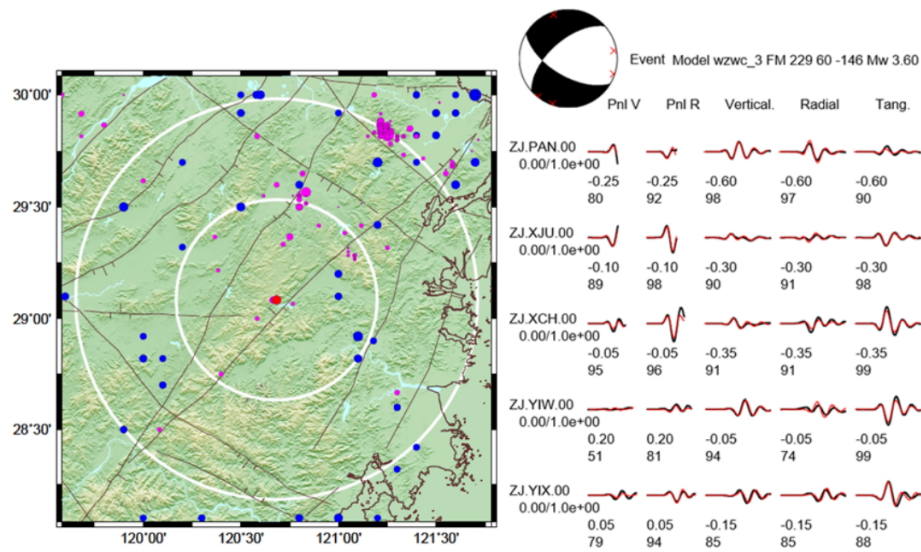 Event Model wzwc_3 FM 229 60 -146 Mw 3.60
Pnl V Pnl R Vertical. Radial Tang.
ZJ.PAN.00
0.00/1.0e+00
-0.25 -0.25 -0.60 -0.60 -0.60
80 92 98 97 90
ZJ.XJU.00
0.00/1.0e+00
-0.10 -0.10 -0.30 -0.30 -0.30
89 98 90 91 98
ZJ.XCH.00
0.00/1.0e+00
-0.05 -0.05 -0.35 -0.35 -0.35
95 96 91 91 99
ZJ.YIW.00
0.00/1.0e+00
0.20 0.20 -0.05 -0.05 -0.05
51 81 94 74 99
ZJ.YIX.00
0.00/1.0e+00
0.05 0.05 -0.15 -0.15 -0.15
79 94 85 85 88
30°00'
29°30'
29°00'
28°30'
120°00' 120°30' 121°00' 121°30'